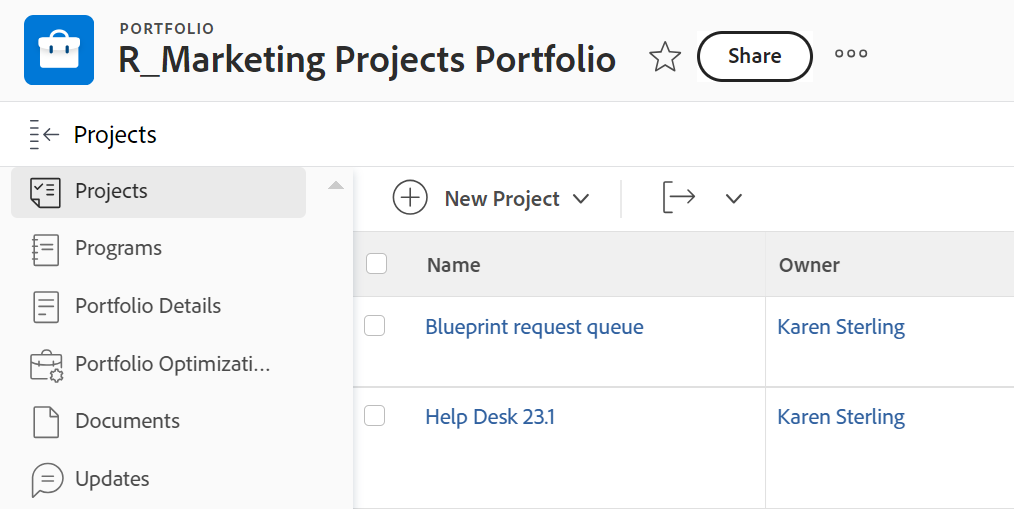 PORTFOLIO
R_Marketing Projects Portfolio
Share
Projects
Projects
Programs
Portfolio Details
Portfolio Optimizati...
Documents
Updates
New Project
Name Owner
Blueprint request queue Karen Sterling
Help Desk 23.1 Karen Sterling